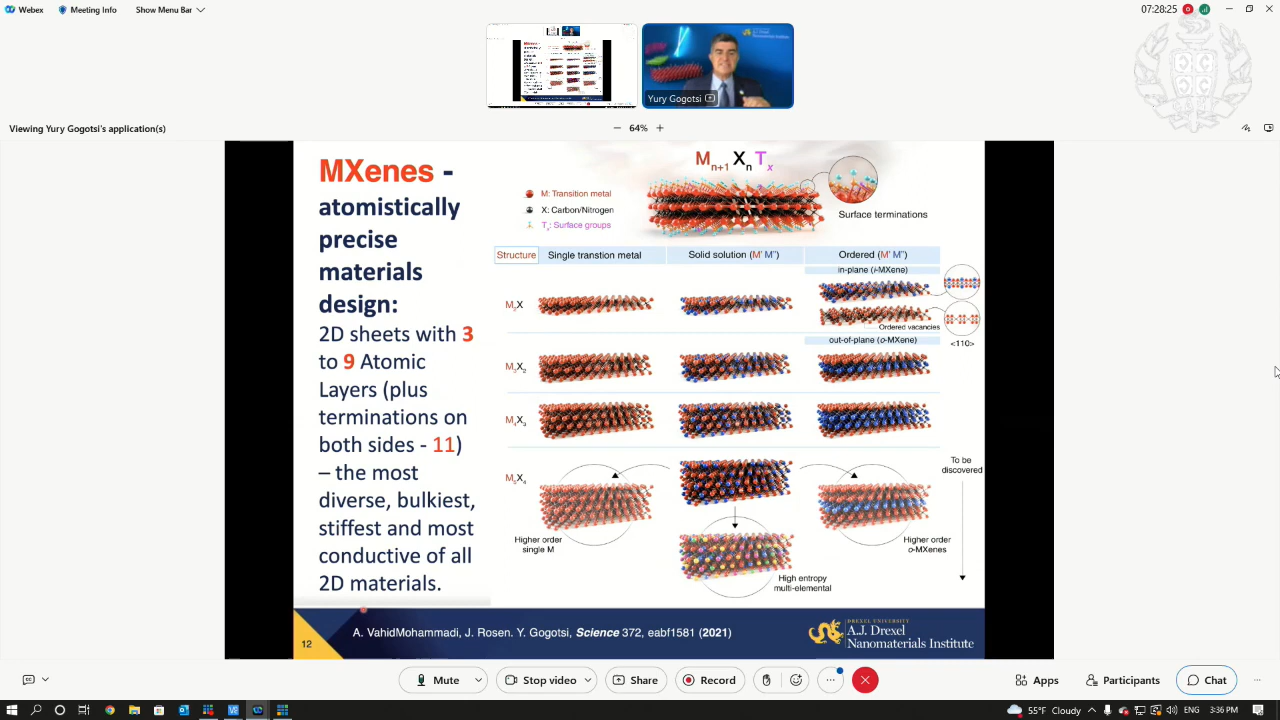 Webex
Meeting Info
Show Menu Bar
07:28:25
Yury Gogotsi
Viewing Yury Gogotsi's application(s)
64%
MXenes -
atomistically
precise
materials
design:
2D sheets with 3
to 9 Atomic
Layers (plus
terminations on
both sides - 11)
– the most
diverse, bulkiest,
stiffest and most
conductive of all
2D materials.
Mn+1 Xn Tx
M: Transition metal
X: Carbon/Nitrogen
Tx: Surface groups
Surface terminations
Structure
Single transtion metal
Solid solution (M' M'')
Ordered (M' M'')
in-plane (i-MXene)
M2X
Ordered vacancies
<110>
out-of-plane (o-MXene)
M3X2
M4X3
To be
discovered
M5X4
Higher order
single M
Higher order
o-MXenes
High entropy
multi-elemental
12
A. VahidMohammadi, J. Rosen. Y. Gogotsi, Science 372, eabf1581 (2021)
DREXEL UNIVERSITY
A.J. Drexel
Nanomaterials Institute
Mute
Stop video
Share
Record
Apps
Participants
Chat
55°F Cloudy
ENG
3:36 PM